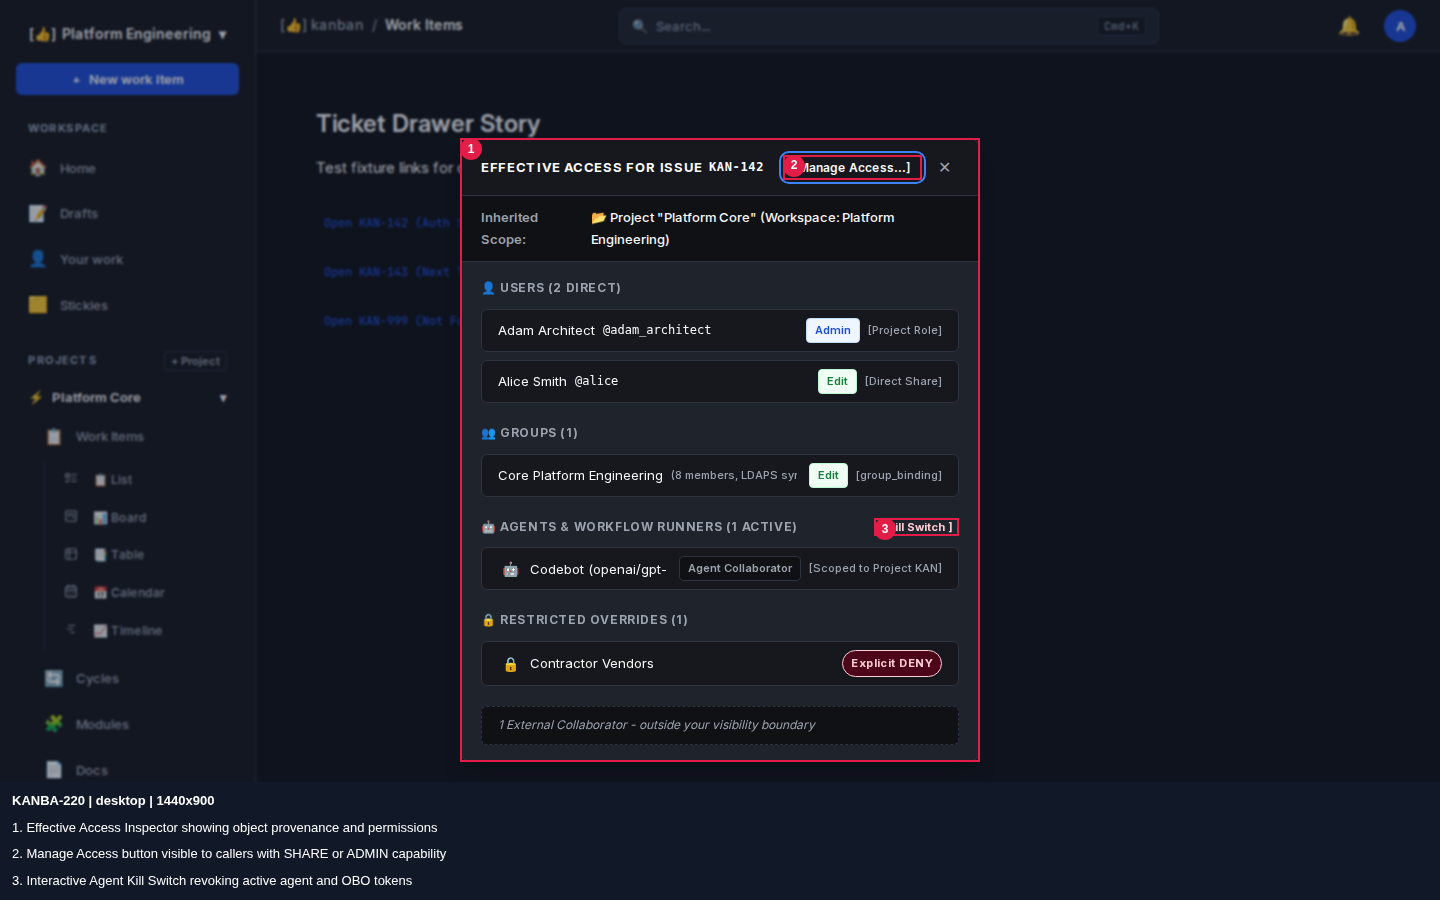 [👍] Platform Engineering ▾
[👍] kanban / Work Items
🔍 Search...
Cmd+K
A
+ New work item
WORKSPACE
🏠 Home
📝 Drafts
👤 Your work
🟨 Stickies
PROJECTS
+ Project
⚡ Platform Core ▾
📋 Work Items
📋 List
📊 Board
📑 Table
📅 Calendar
📈 Timeline
🔄 Cycles
🧩 Modules
📄 Docs
Ticket Drawer Story
Test fixture links for
Open KAN-142 (Auth
Open KAN-143 (Next
Open KAN-999 (Not
1
EFFECTIVE ACCESS FOR ISSUE KAN-142
2
Manage Access...]
✕
Inherited Scope:
📂 Project "Platform Core" (Workspace: Platform Engineering)
👤 USERS (2 DIRECT)
Adam Architect @adam_architect Admin [Project Role]
Alice Smith @alice Edit [Direct Share]
👥 GROUPS (1)
Core Platform Engineering (8 members, LDAPS syr Edit [group_binding]
🤖 AGENTS & WORKFLOW RUNNERS (1 ACTIVE)
3
ill Switch ]
🤖 Codebot (openai/gpt- Agent Collaborator [Scoped to Project KAN]
🔒 RESTRICTED OVERRIDES (1)
🔒 Contractor Vendors Explicit DENY
1 External Collaborator - outside your visibility boundary
KANBA-220 | desktop | 1440x900
1. Effective Access Inspector showing object provenance and permissions
2. Manage Access button visible to callers with SHARE or ADMIN capability
3. Interactive Agent Kill Switch revoking active agent and OBO tokens